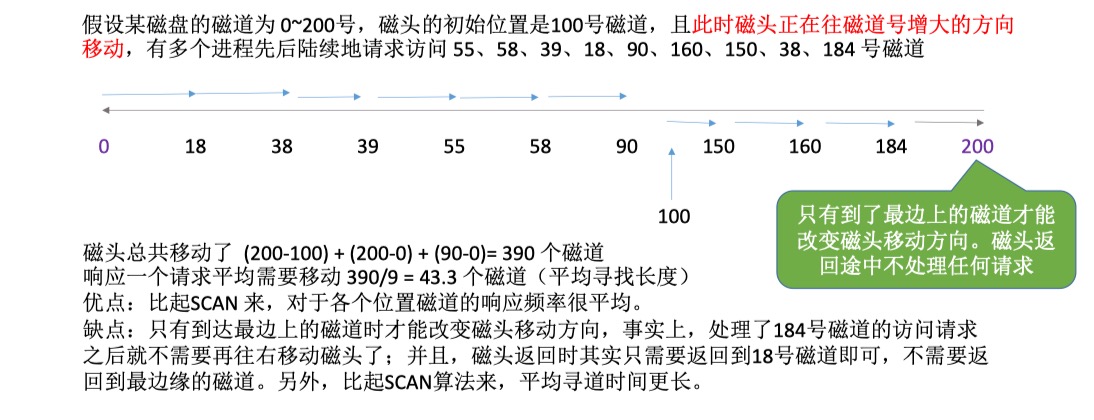 假设某磁盘的磁道为 0~200号，磁头的初始位置是100号磁道，且此时磁头正在往磁道号增大的方向
移动，有多个进程先后陆续地请求访问 55、58、39、18、90、160、150、38、184 号磁道
0 18 38 39 55 58 90 150 160 184 200
100
只有到了最边上的磁道才能
改变磁头移动方向。磁头返
回途中不处理任何请求
磁头总共移动了 (200-100) + (200-0) + (90-0)= 390 个磁道
响应一个请求平均需要移动 390/9 = 43.3 个磁道（平均寻找长度）
优点：比起SCAN 来，对于各个位置磁道的响应频率很平均。
缺点：只有到达最边上的磁道时才能改变磁头移动方向，事实上，处理了184号磁道的访问请求
之后就不需要再往右移动磁头了；并且，磁头返回时其实只需要返回到18号磁道即可，不需要返
回到最边缘的磁道。另外，比起SCAN算法来，平均寻道时间更长。